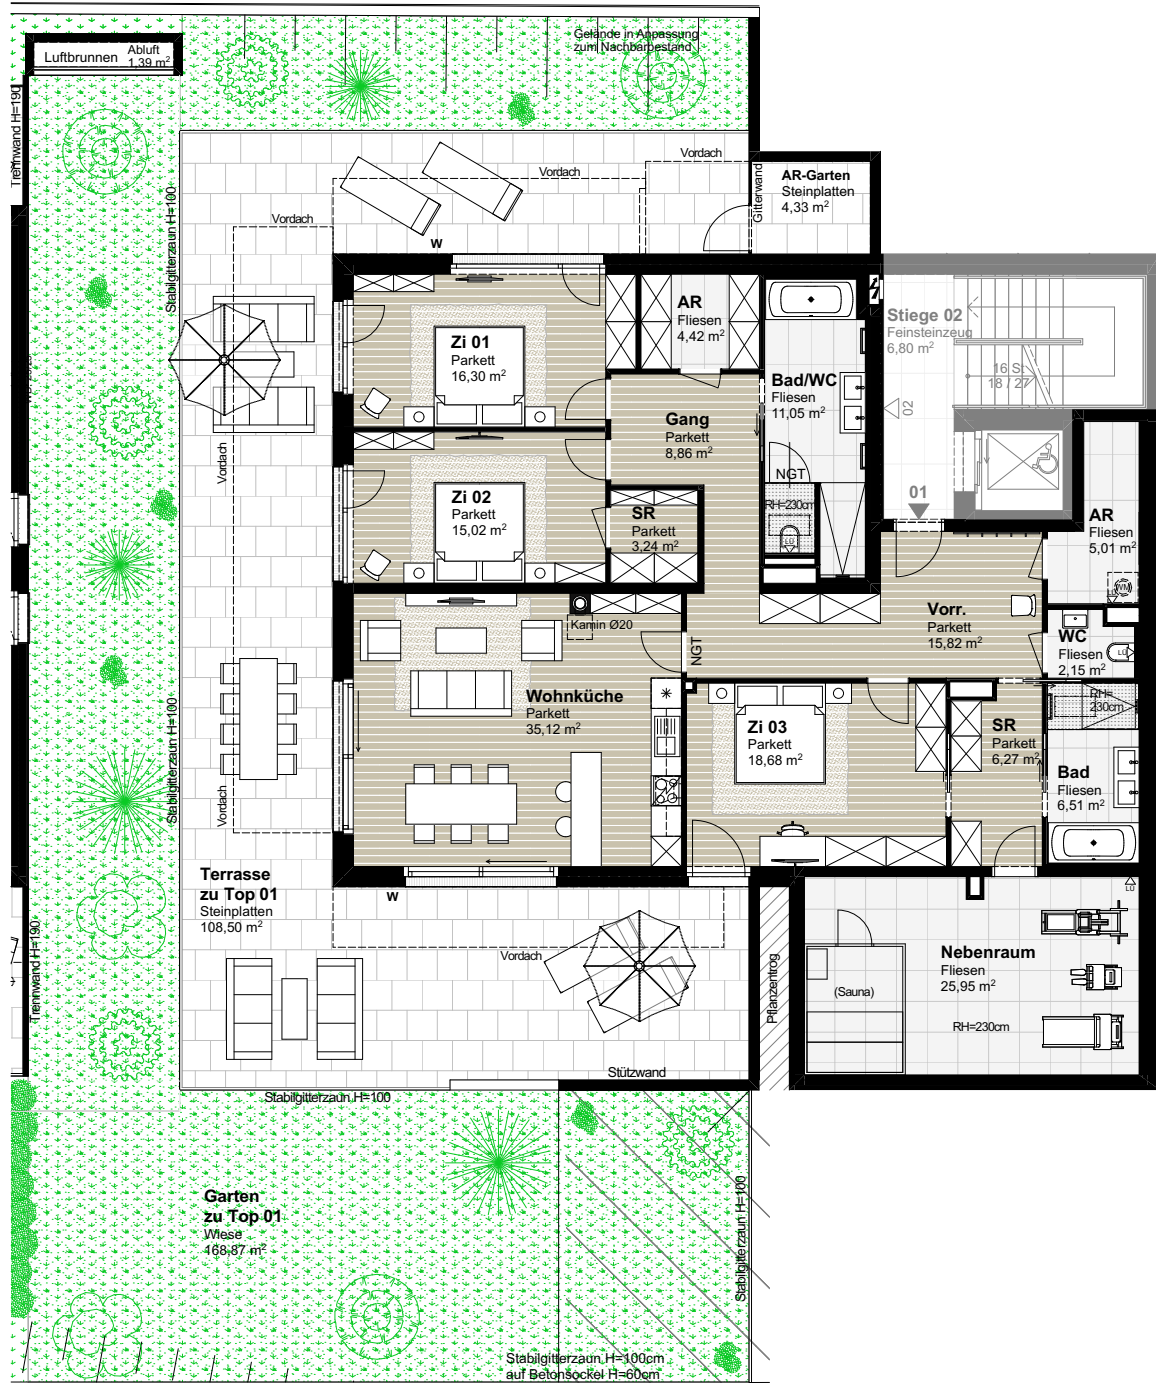 Gelände in Anpassung
zum Nachbarbestand
Luftbrunnen
Abluft
1,39 m²
Trennwand H=190
Stabilgitterzaun H=100
Vordach
Vordach
Vordach
Gitterwand
AR-Garten
Steinplatten
4,33 m²
W
Zi 01
Parkett
16,30 m²
AR
Fliesen
4,42 m²
Stiege 02
Feinsteinzeug
6,80 m²
16 St.
18 / 27
Bad/WC
Fliesen
11,05 m²
02
Gang
Parkett
8,86 m²
Vordach
NGT
RH=230cm
LÜ
01
Zi 02
Parkett
15,02 m²
SR
Parkett
3,24 m²
AR
Fliesen
5,01 m²
WM
LÜ
Kamin Ø20
NGT
Vorr.
Parkett
15,82 m²
WC
Fliesen
2,15 m²
LÜ
RH=
230cm
Wohnküche
Parkett
35,12 m²
Zi 03
Parkett
18,68 m²
SR
Parkett
6,27 m²
Bad
Fliesen
6,51 m²
Stabilgitterzaun H=100
Vordach
Terrasse
zu Top 01
Steinplatten
108,50 m²
W
LÜ
Trennwand H=190
Vordach
Pflanzentrog
Nebenraum
Fliesen
25,95 m²
(Sauna)
RH=230cm
Stützwand
Stabilgitterzaun H=100
Garten
zu Top 01
Wiese
168,87 m²
Stabilgitterzaun H=100
Stabilgitterzaun H=100cm
auf Betonsockel H=60cm